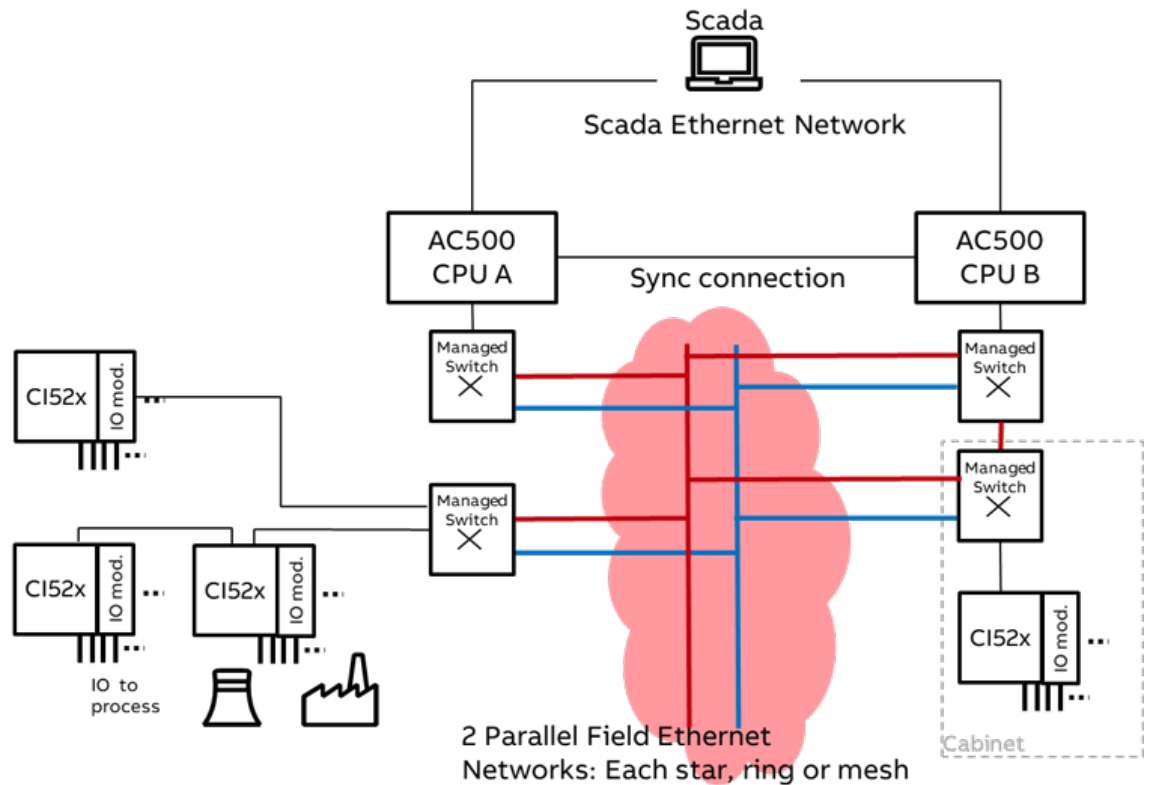 Scada
Scada Ethernet Network
AC500
CPU A
AC500
CPU B
Sync connection
Managed
Switch
Managed
Switch
CI52x
IO mod.
Managed
Switch
Managed
Switch
CI52x
IO mod.
CI52x
IO mod.
CI52x
IO mod.
IO to
process
2 Parallel Field Ethernet
Networks: Each star, ring or mesh
Cabinet